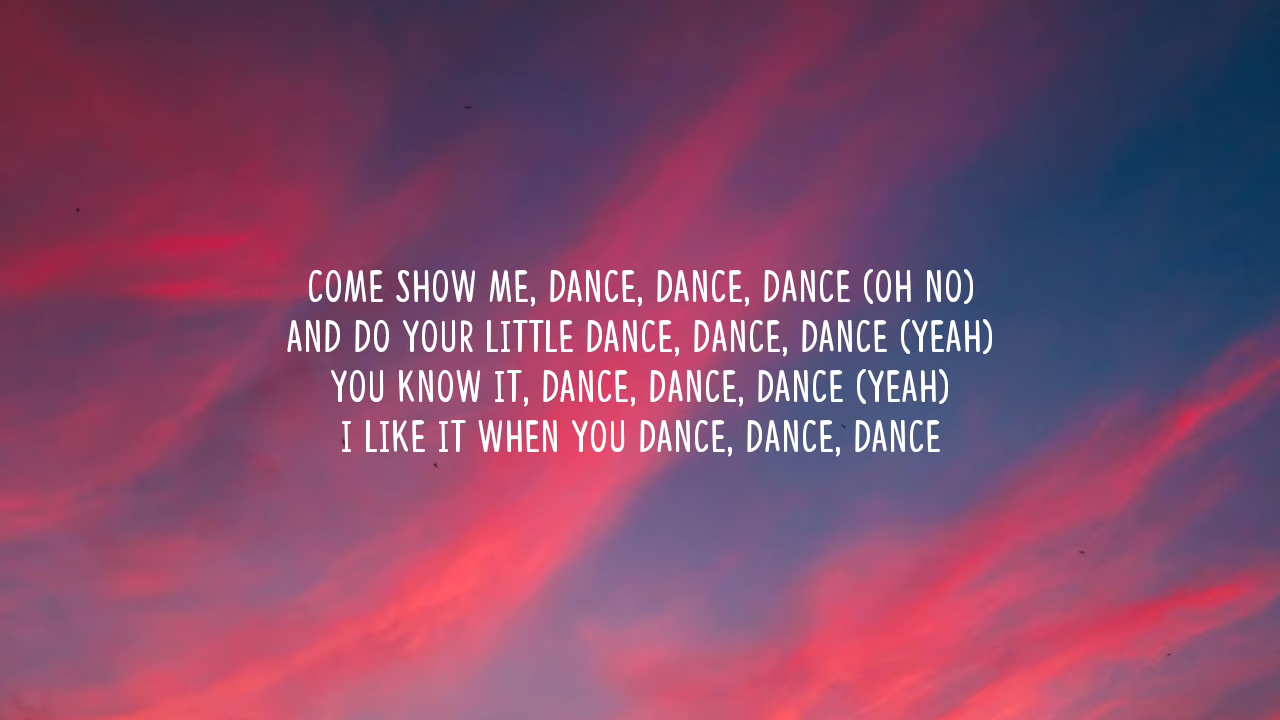 COME SHOW ME, DANCE, DANCE, DANCE (OH NO)
AND DO YOUR LITTLE DANCE, DANCE, DANCE (YEAH)
YOU KNOW IT, DANCE, DANCE, DANCE (YEAH)
I LIKE IT WHEN YOU DANCE, DANCE, DANCE